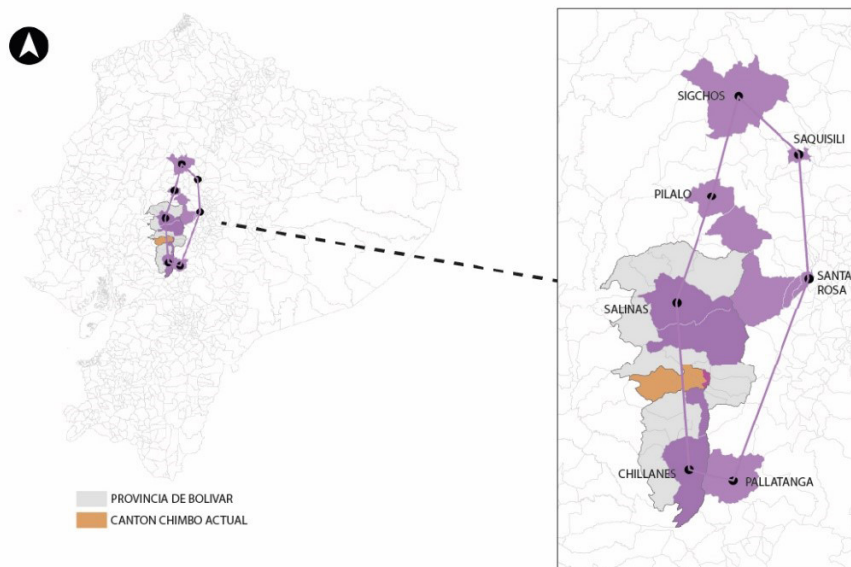 SIGCHOS
SAQUISILI
PILALO
SANTA
ROSA
SALINAS
CHILLANES
PALLATANGA
PROVINCIA DE BOLIVAR
CANTON CHIMBO ACTUAL